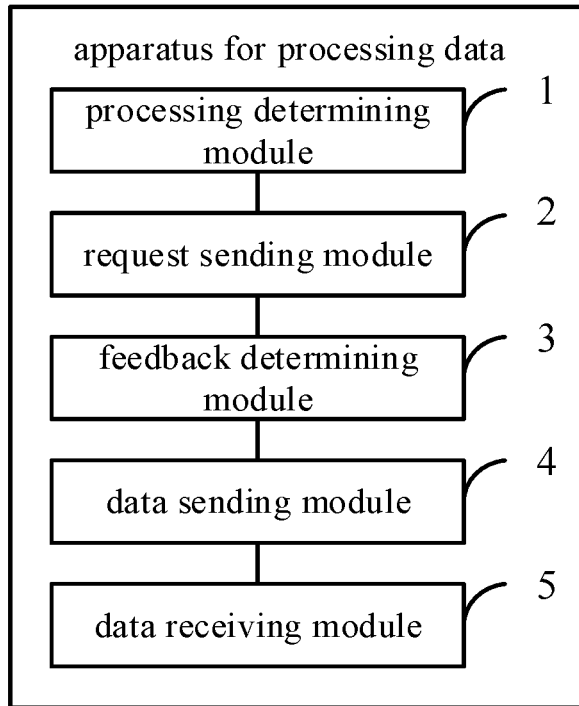 apparatus for processing data
1
processing determining
module
2
request sending module
3
feedback determining
module
4
data sending module
5
data receiving module